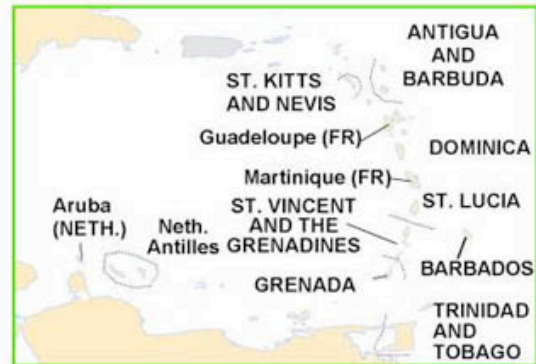 ANTIGUA
AND
BARBUDA
ST. KITTS
AND NEVIS
Guadeloupe (FR)
DOMINICA
Martinique (FR)
ST. LUCIA
Aruba
(NETH.)
Neth.
Antilles
ST. VINCENT
AND THE
GRENADINES
BARBADOS
GRENADA
TRINIDAD
AND
TOBAGO